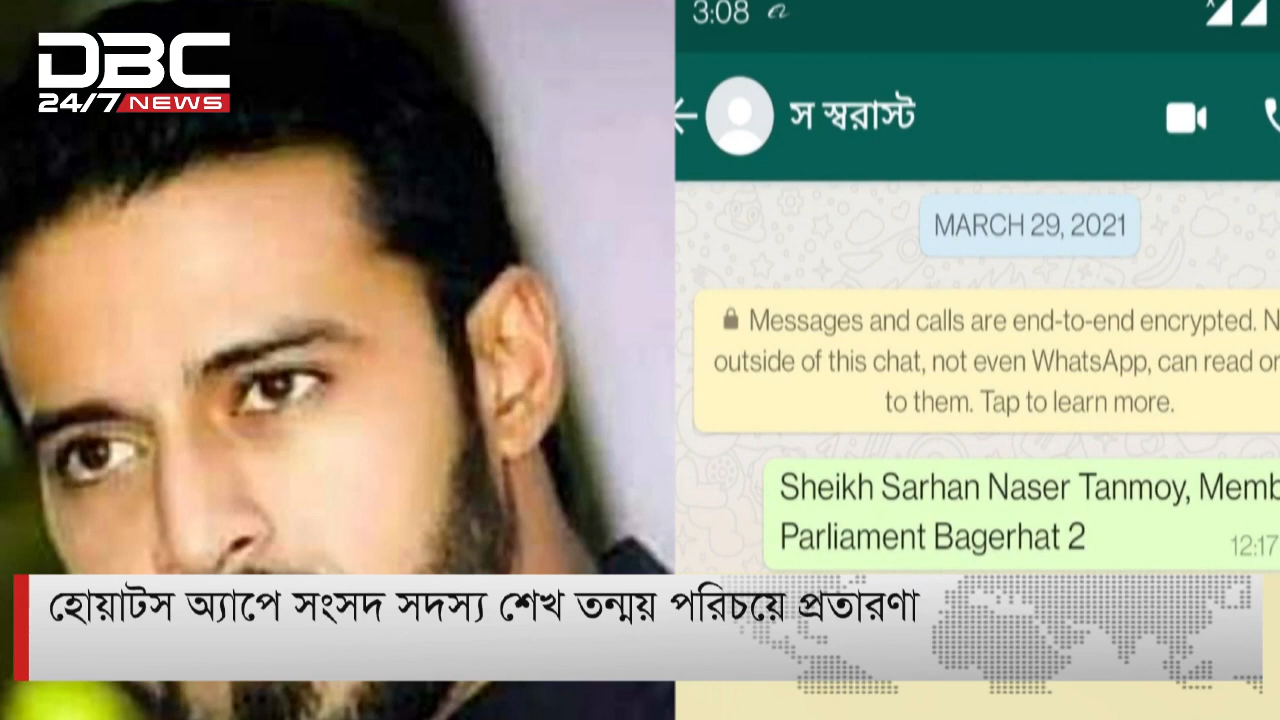 DBC
24/7 NEWS
3:08
স স্বরাস্ট
MARCH 29, 2021
Messages and calls are end-to-end encrypted. N
outside of this chat, not even WhatsApp, can read or
to them. Tap to learn more.
Sheikh Sarhan Naser Tanmoy, Memb
Parliament Bagerhat 2
12:17
হোয়াটস অ্যাপে সংসদ সদস্য শেখ তন্ময় পরিচয়ে প্রতারণা